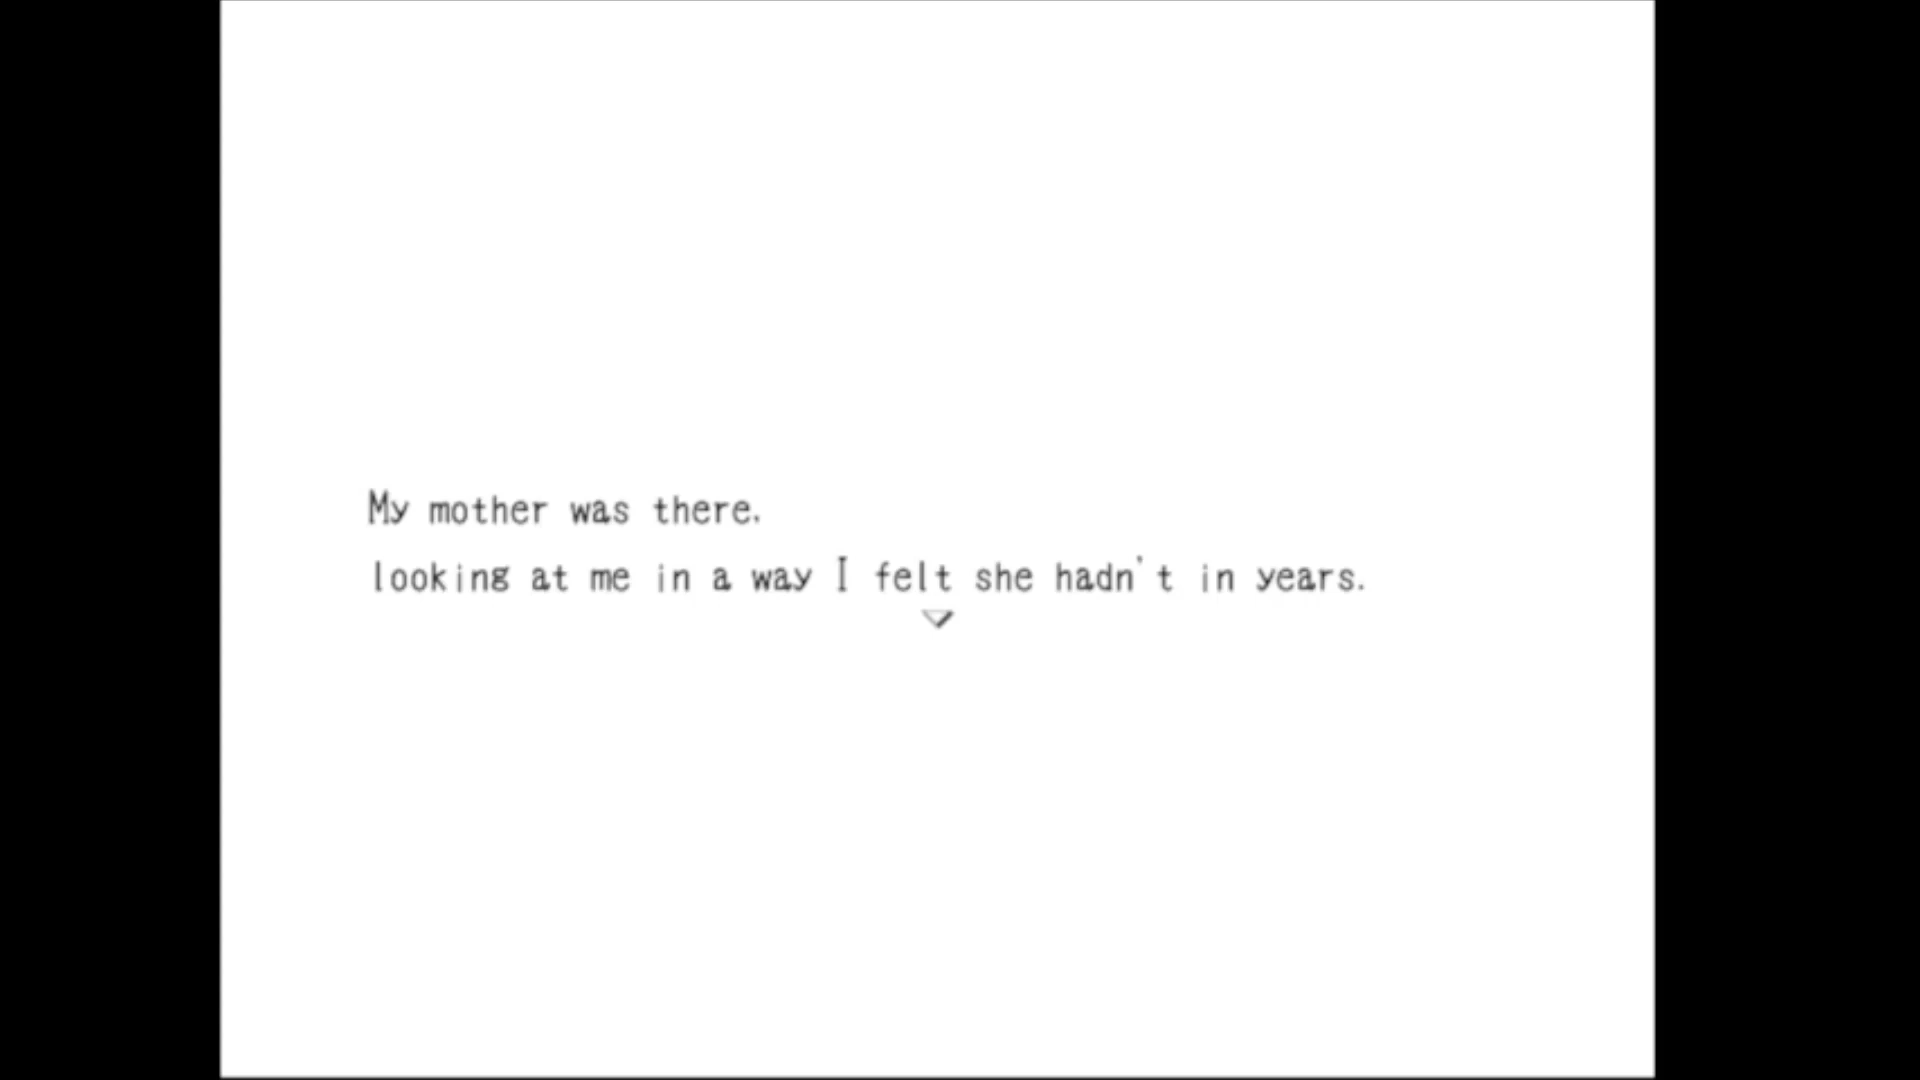 My mother was there.
looking at me in a way I felt she hadn't in years.